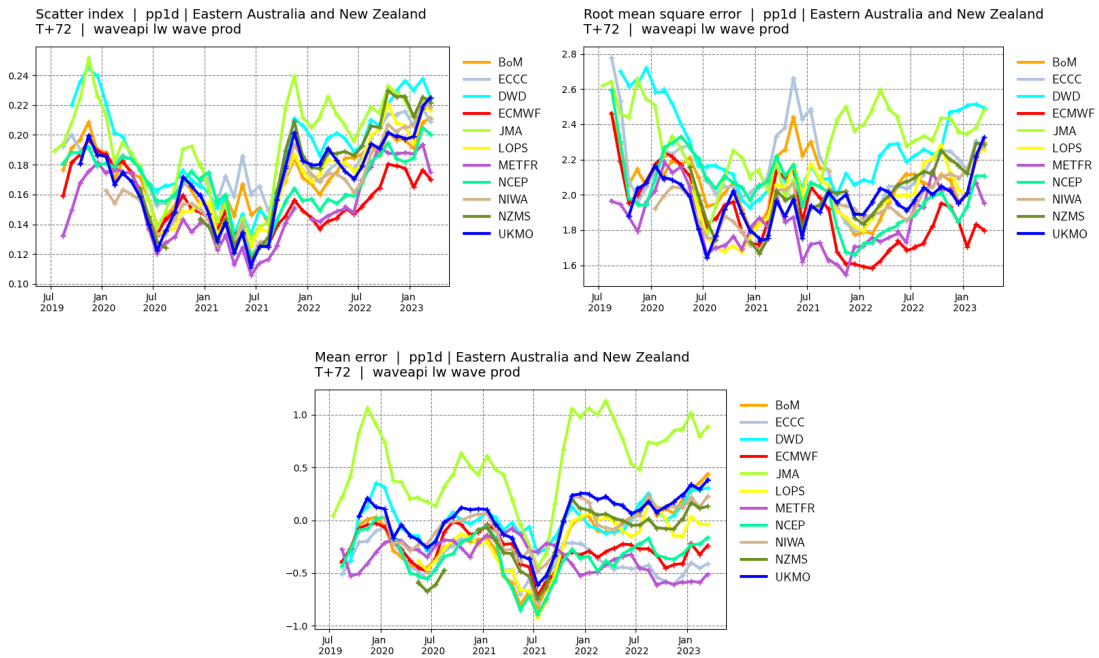 Scatter index | pp1d | Eastern Australia and New Zealand
T+72 | waveapi lw wave prod
0.24
0.22
0.20
0.18
0.16
0.14
0.12
0.10
Jul 2019
Jan 2020
Jul 2020
Jan 2021
Jul 2021
Jan 2022
Jul 2022
Jan 2023
BoM
ECCC
DWD
ECMWF
JMA
LOPS
METFR
NCEP
NIWA
NZMS
UKMO
Root mean square error | pp1d | Eastern Australia and New Zealand
T+72 | waveapi lw wave prod
2.8
2.6
2.4
2.2
2.0
1.8
1.6
Jul 2019
Jan 2020
Jul 2020
Jan 2021
Jul 2021
Jan 2022
Jul 2022
Jan 2023
BoM
ECCC
DWD
ECMWF
JMA
LOPS
METFR
NCEP
NIWA
NZMS
UKMO
Mean error | pp1d | Eastern Australia and New Zealand
T+72 | waveapi lw wave prod
1.0
0.5
0.0
−0.5
−1.0
Jul 2019
Jan 2020
Jul 2020
Jan 2021
Jul 2021
Jan 2022
Jul 2022
Jan 2023
BoM
ECCC
DWD
ECMWF
JMA
LOPS
METFR
NCEP
NIWA
NZMS
UKMO